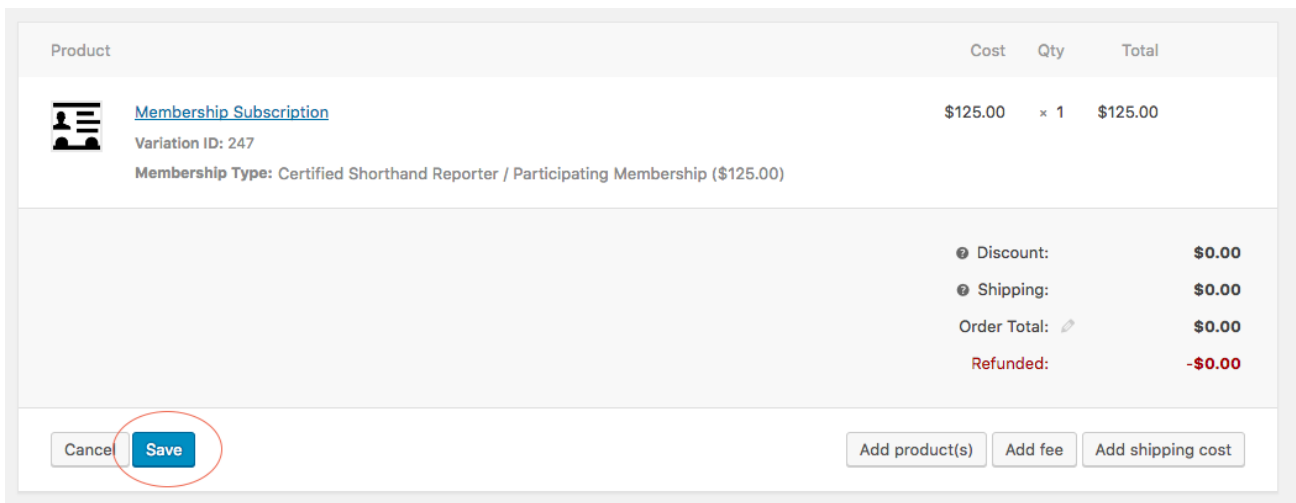 Product Cost Qty Total
Membership Subscription $125.00 × 1 $125.00
Variation ID: 247
Membership Type: Certified Shorthand Reporter / Participating Membership ($125.00)
? Discount: $0.00
? Shipping: $0.00
Order Total: $0.00
Refunded: -$0.00
Cancel Save Add product(s) Add fee Add shipping cost